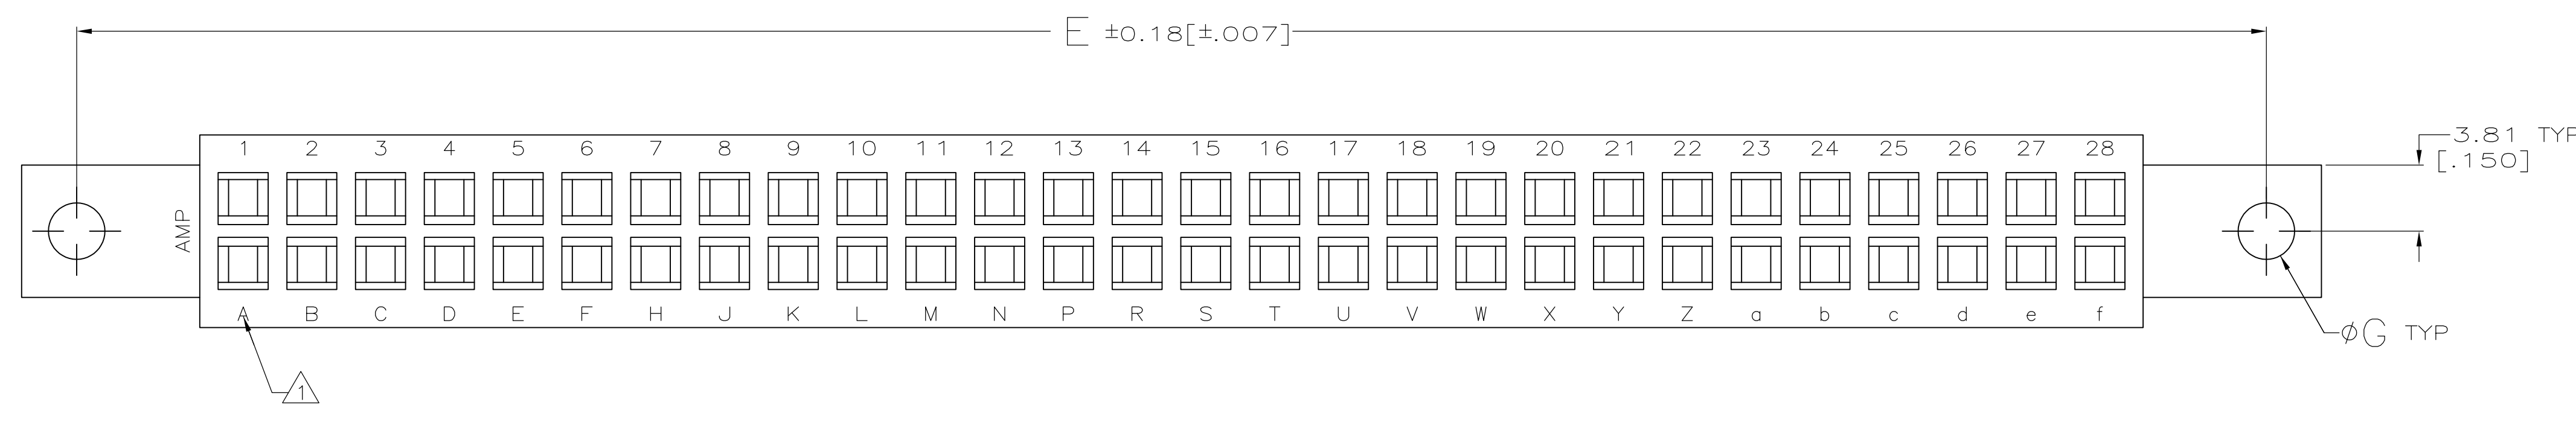 E ±0.18[±.007]
3.81 TYP
[.150]
1 2 3 4 5 6 7 8 9 10 11 12 13 14 15 16 17 18 19 20 21 22 23 24 25 26 27 28
AMP
A B C D E F H J K L M N P R S T U V W X Y Z a b c d e f
øG TYP
1